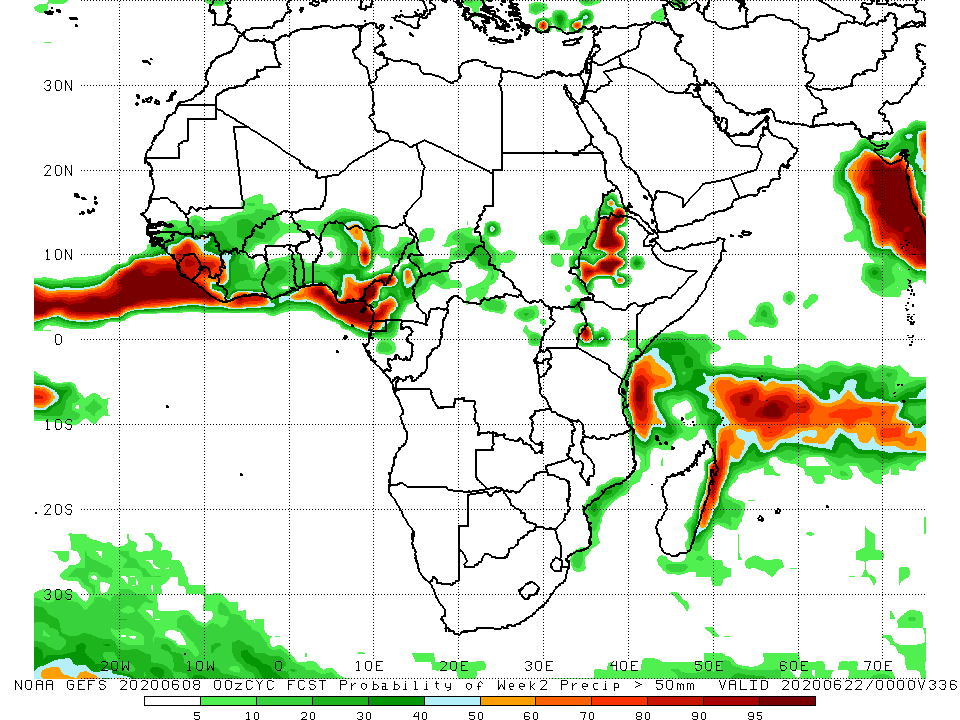 30N
20N
10N
0
10S
20S
30S
20W 10W 0 10E 20E 30E 40E 50E 60E 70E
NOAA GEFS 20200608 00zCYC FCST Probability of Week2 Precip > 50mm VALID 20200622/0000V336
5 10 20 30 40 50 60 70 80 90 95